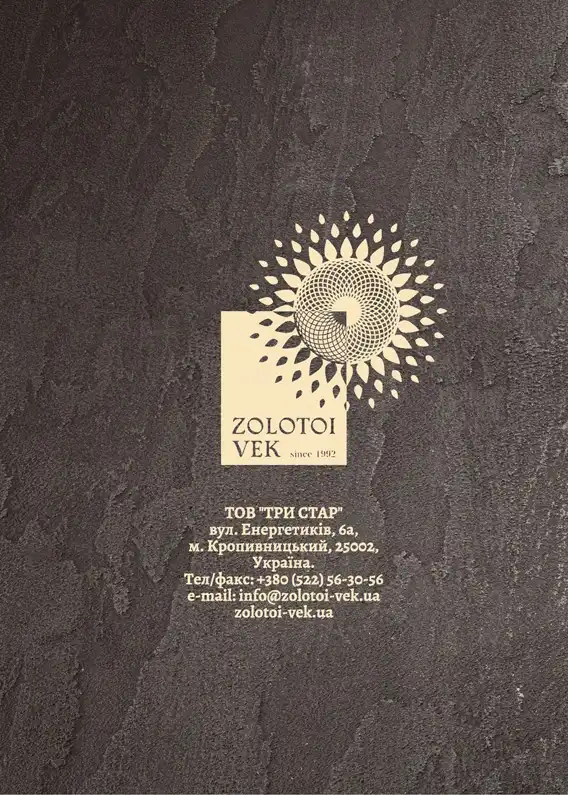 ZOLOTOI
VEK since 1992
ТОВ "ТРИ СТАР"
вул. Енергетиків, 6а,
м. Кропивницький, 25002,
Україна.
Тел/факс: +380 (522) 56-30-56
e-mail: info@zolotoi-vek.ua
zolotoi-vek.ua